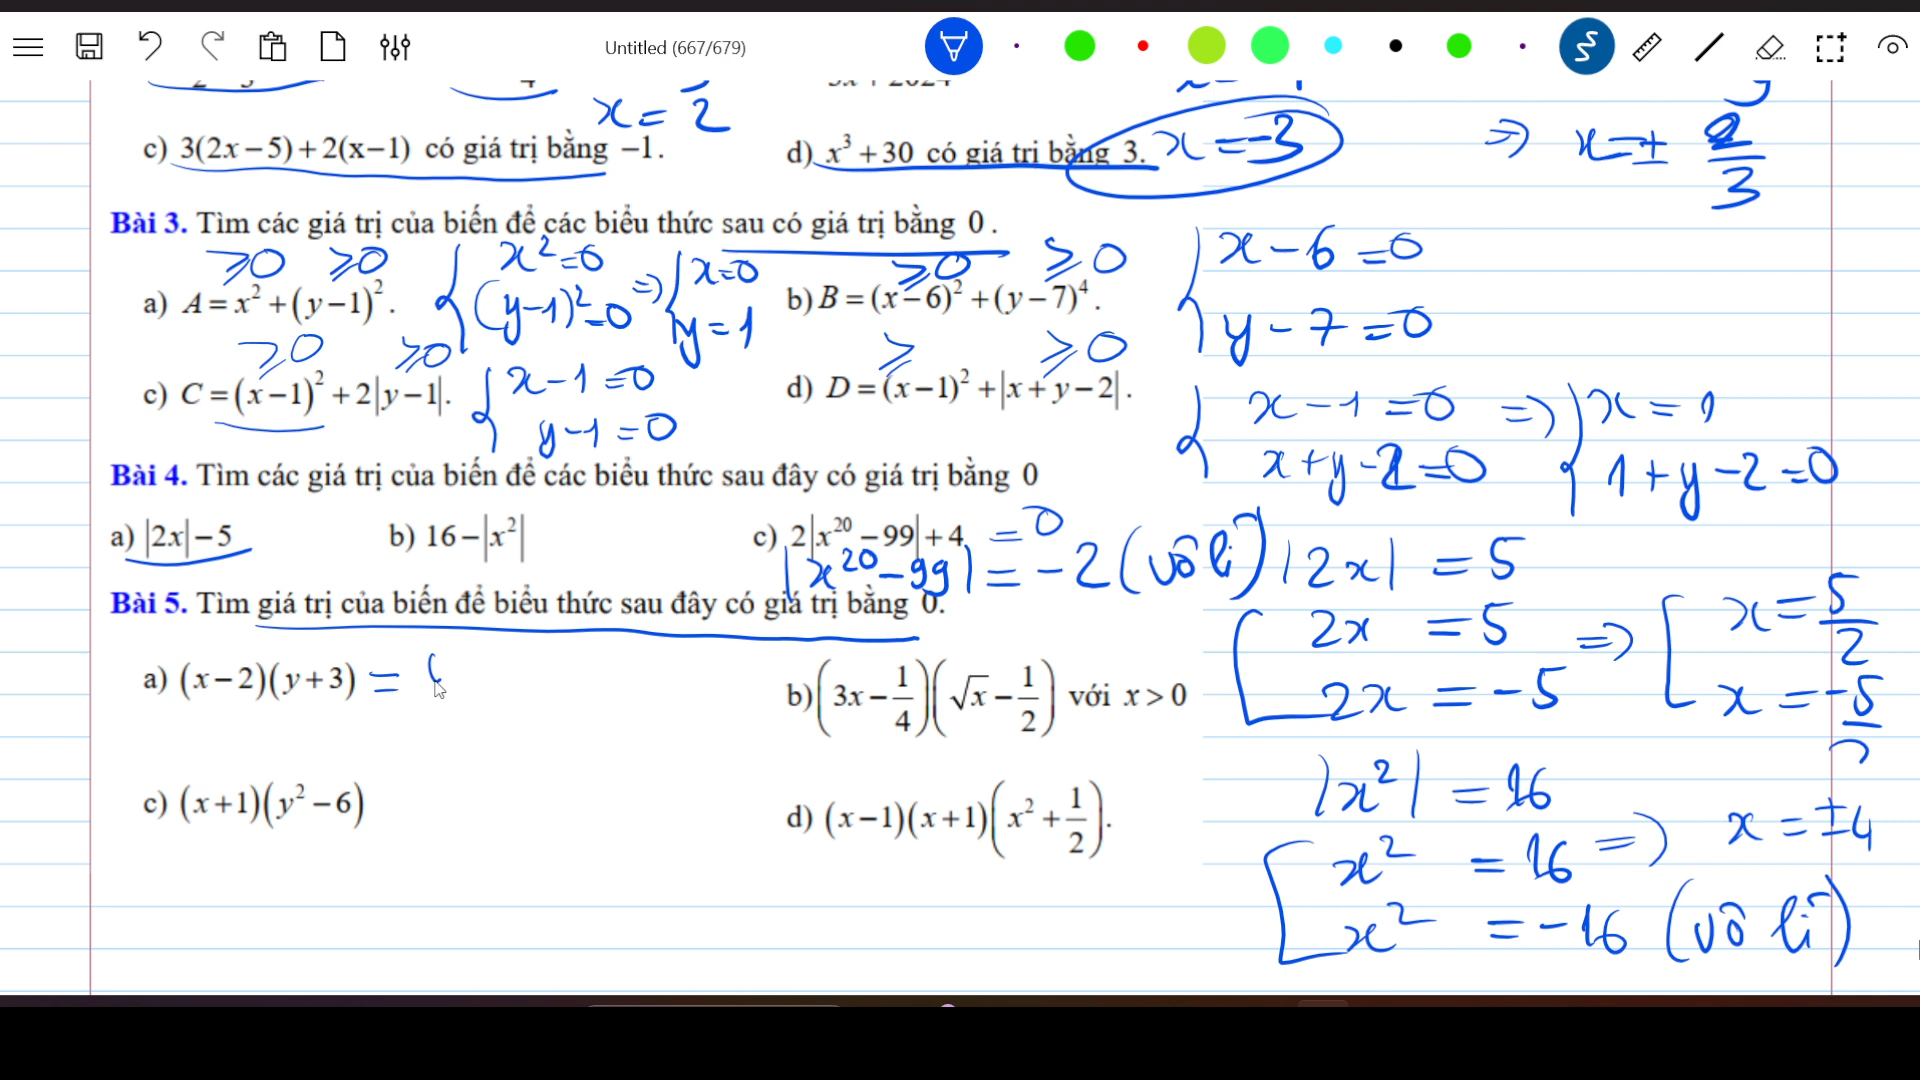 Untitled (667/679)
x = 2
c) 3(2x − 5) + 2(x−1) có giá trị bằng −1.
d) x³ + 30 có giá trị bằng 3. x = −3
⇒ x = ± 2/3
Bài 3. Tìm các giá trị của biến để các biểu thức sau có giá trị bằng 0.
⩾0 ⩾0
a) A = x² + (y − 1)².
{ x² = 0
(y−1)² = 0
⇒ { x = 0
y = 1
⩾0 ⩾0
b) B = (x − 6)² + (y − 7)⁴.
{ x − 6 = 0
y − 7 = 0
⩾0 ⩾0
c) C = (x − 1)² + 2|y − 1|.
{ x − 1 = 0
y − 1 = 0
⩾ ⩾0
d) D = (x − 1)² + |x + y − 2|.
{ x − 1 = 0
x + y − 2 = 0
⇒ { x = 1
1 + y − 2 = 0
Bài 4. Tìm các giá trị của biến để các biểu thức sau đây có giá trị bằng 0
a) |2x| − 5
b) 16 − |x²|
c) 2|x²⁰ − 99| + 4 = 0
|x²⁰ − 99| = −2 (vô lí)
|2x| = 5
[ 2x = 5
2x = −5
⇒ [ x = 5/2
x = −5/2
Bài 5. Tìm giá trị của biến để biểu thức sau đây có giá trị bằng 0.
a) (x − 2)(y + 3) =
b) (3x − 1/4)(√x − 1/2) với x > 0
|x²| = 16
[ x² = 16 ⇒ x = ±4
x² = −16 (vô lí)
c) (x + 1)(y² − 6)
d) (x − 1)(x + 1)(x² + 1/2).